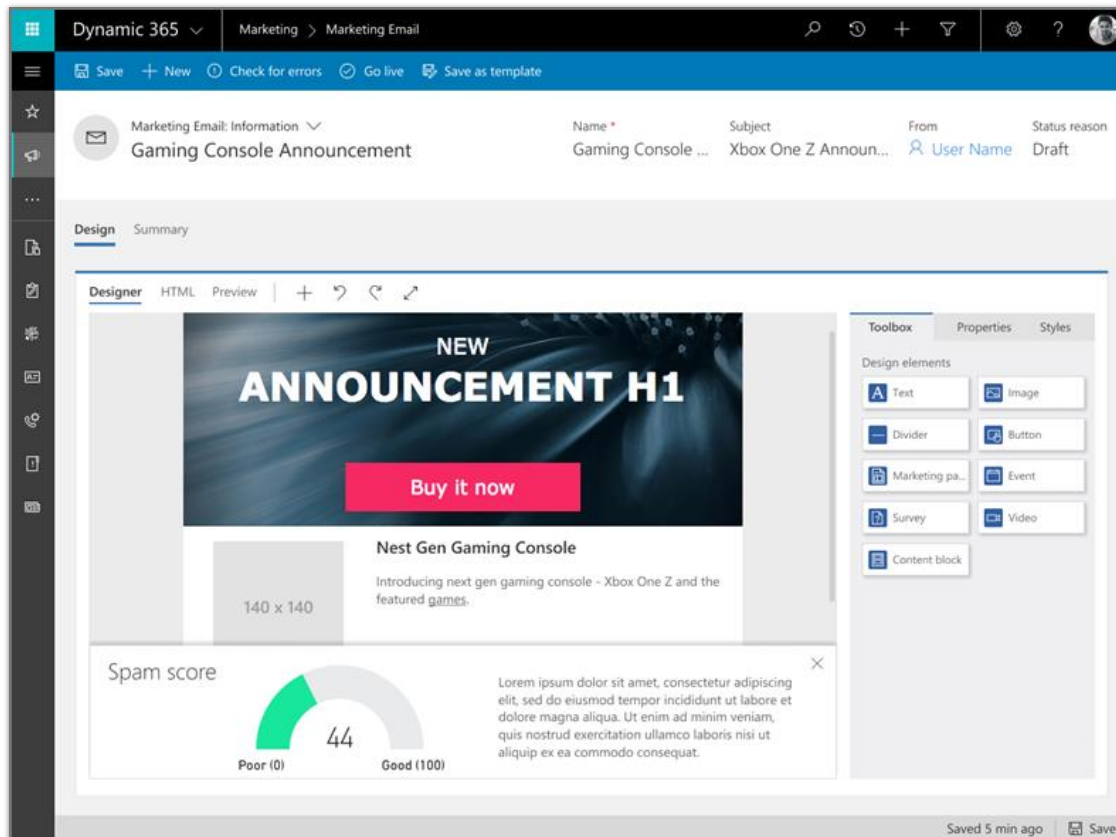 Dynamic 365 Marketing > Marketing Email ?
Save New Check for errors Go live Save as template
Marketing Email: Information
Gaming Console Announcement
Name *
Gaming Console ...
Subject
Xbox One Z Announ...
From
User Name
Status reason
Draft
Design Summary
Designer HTML Preview
NEW
ANNOUNCEMENT H1
Buy it now
140 x 140
Nest Gen Gaming Console
Introducing next gen gaming console - Xbox One Z and the
featured games.
Toolbox Properties Styles
Design elements
A Text Image
Divider Button
Marketing pa... Event
Survey Video
Content block
Spam score
44
Poor (0) Good (100)
Lorem ipsum dolor sit amet, consectetur adipiscing
elit, sed do eiusmod tempor incididunt ut labore et
dolore magna aliqua. Ut enim ad minim veniam,
quis nostrud exercitation ullamco laboris nisi ut
aliquip ex ea commodo consequat.
Saved 5 min ago Save